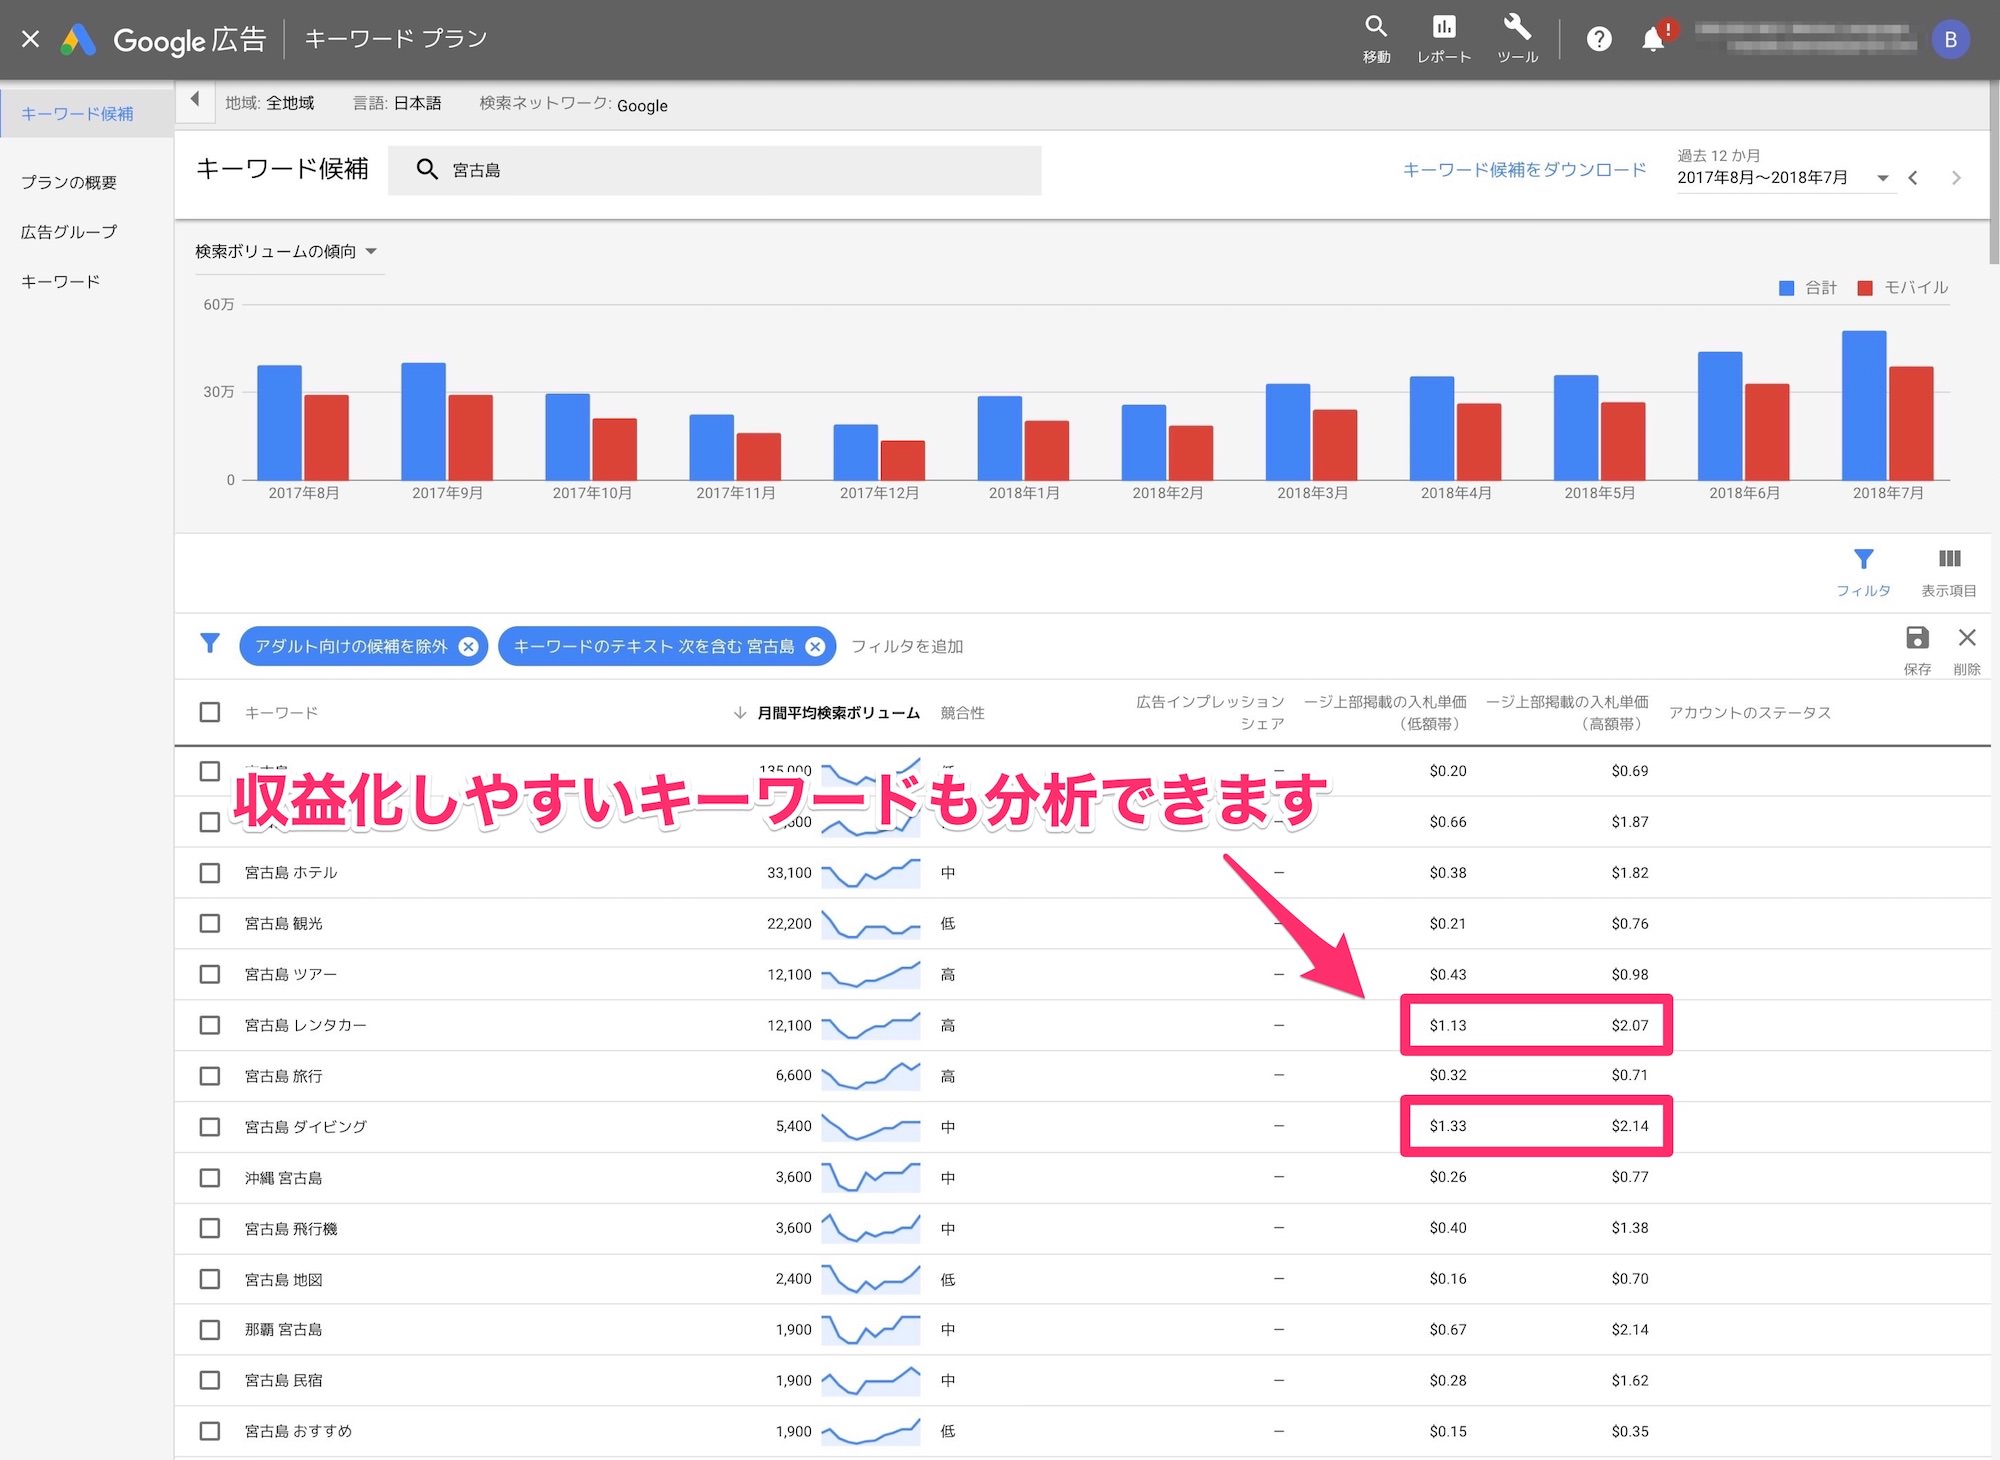 Google 広告 キーワード プラン
移動 レポート ツール
! B
キーワード候補
プランの概要
広告グループ
キーワード
地域: 全地域 言語: 日本語 検索ネットワーク: Google
キーワード候補 宮古島
キーワード候補をダウンロード
過去 12 か月
2017年8月～2018年7月
検索ボリュームの傾向
合計 モバイル
60万
30万
0
2017年8月 2017年9月 2017年10月 2017年11月 2017年12月 2018年1月 2018年2月 2018年3月 2018年4月 2018年5月 2018年6月 2018年7月
フィルタ 表示項目
アダルト向けの候補を除外 キーワードのテキスト 次を含む 宮古島 フィルタを追加
保存 削除
キーワード 月間平均検索ボリューム 競合性 広告インプレッション シェア ージ上部掲載の入札単価 （低額帯） ージ上部掲載の入札単価 （高額帯） アカウントのステータス
135,000 – $0.20 $0.69
収益化しやすいキーワードも分析できます
$0.66 $1.87
宮古島 ホテル 33,100 中 – $0.38 $1.82
宮古島 観光 22,200 低 – $0.21 $0.76
宮古島 ツアー 12,100 高 – $0.43 $0.98
宮古島 レンタカー 12,100 高 – $1.13 $2.07
宮古島 旅行 6,600 高 – $0.32 $0.71
宮古島 ダイビング 5,400 中 – $1.33 $2.14
沖縄 宮古島 3,600 中 – $0.26 $0.77
宮古島 飛行機 3,600 中 – $0.40 $1.38
宮古島 地図 2,400 低 – $0.16 $0.70
那覇 宮古島 1,900 中 – $0.67 $2.14
宮古島 民宿 1,900 中 – $0.28 $1.62
宮古島 おすすめ 1,900 低 – $0.15 $0.35